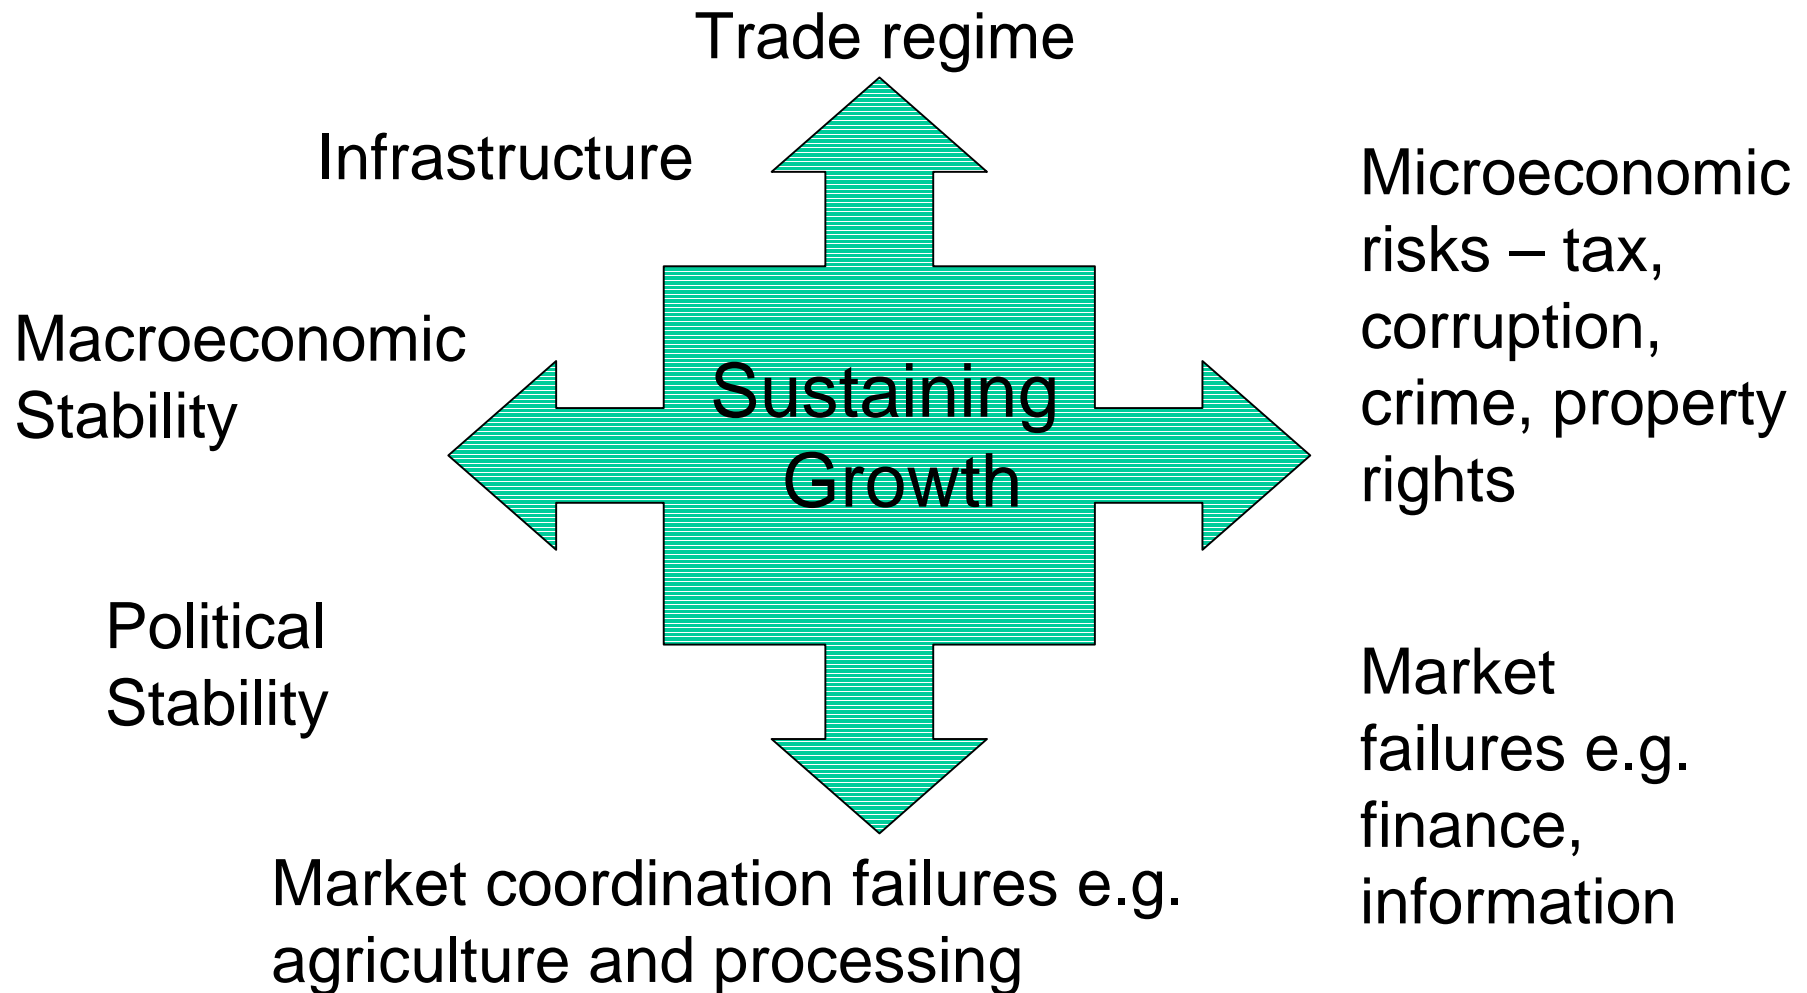 Trade regime
Infrastructure
Microeconomic
risks – tax,
corruption,
crime, property
rights
Macroeconomic
Stability
Sustaining
Growth
Political
Stability
Market
failures e.g.
finance,
information
Market coordination failures e.g.
agriculture and processing